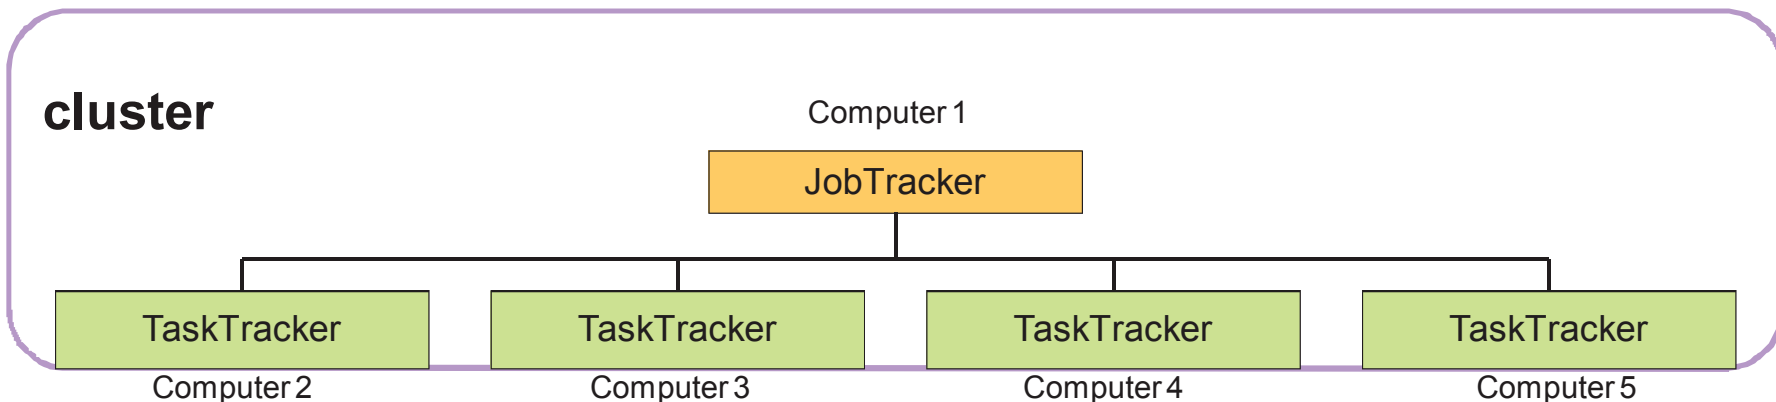 cluster
Computer 1
JobTracker
TaskTracker
TaskTracker
TaskTracker
TaskTracker
Computer 2
Computer 3
Computer 4
Computer 5